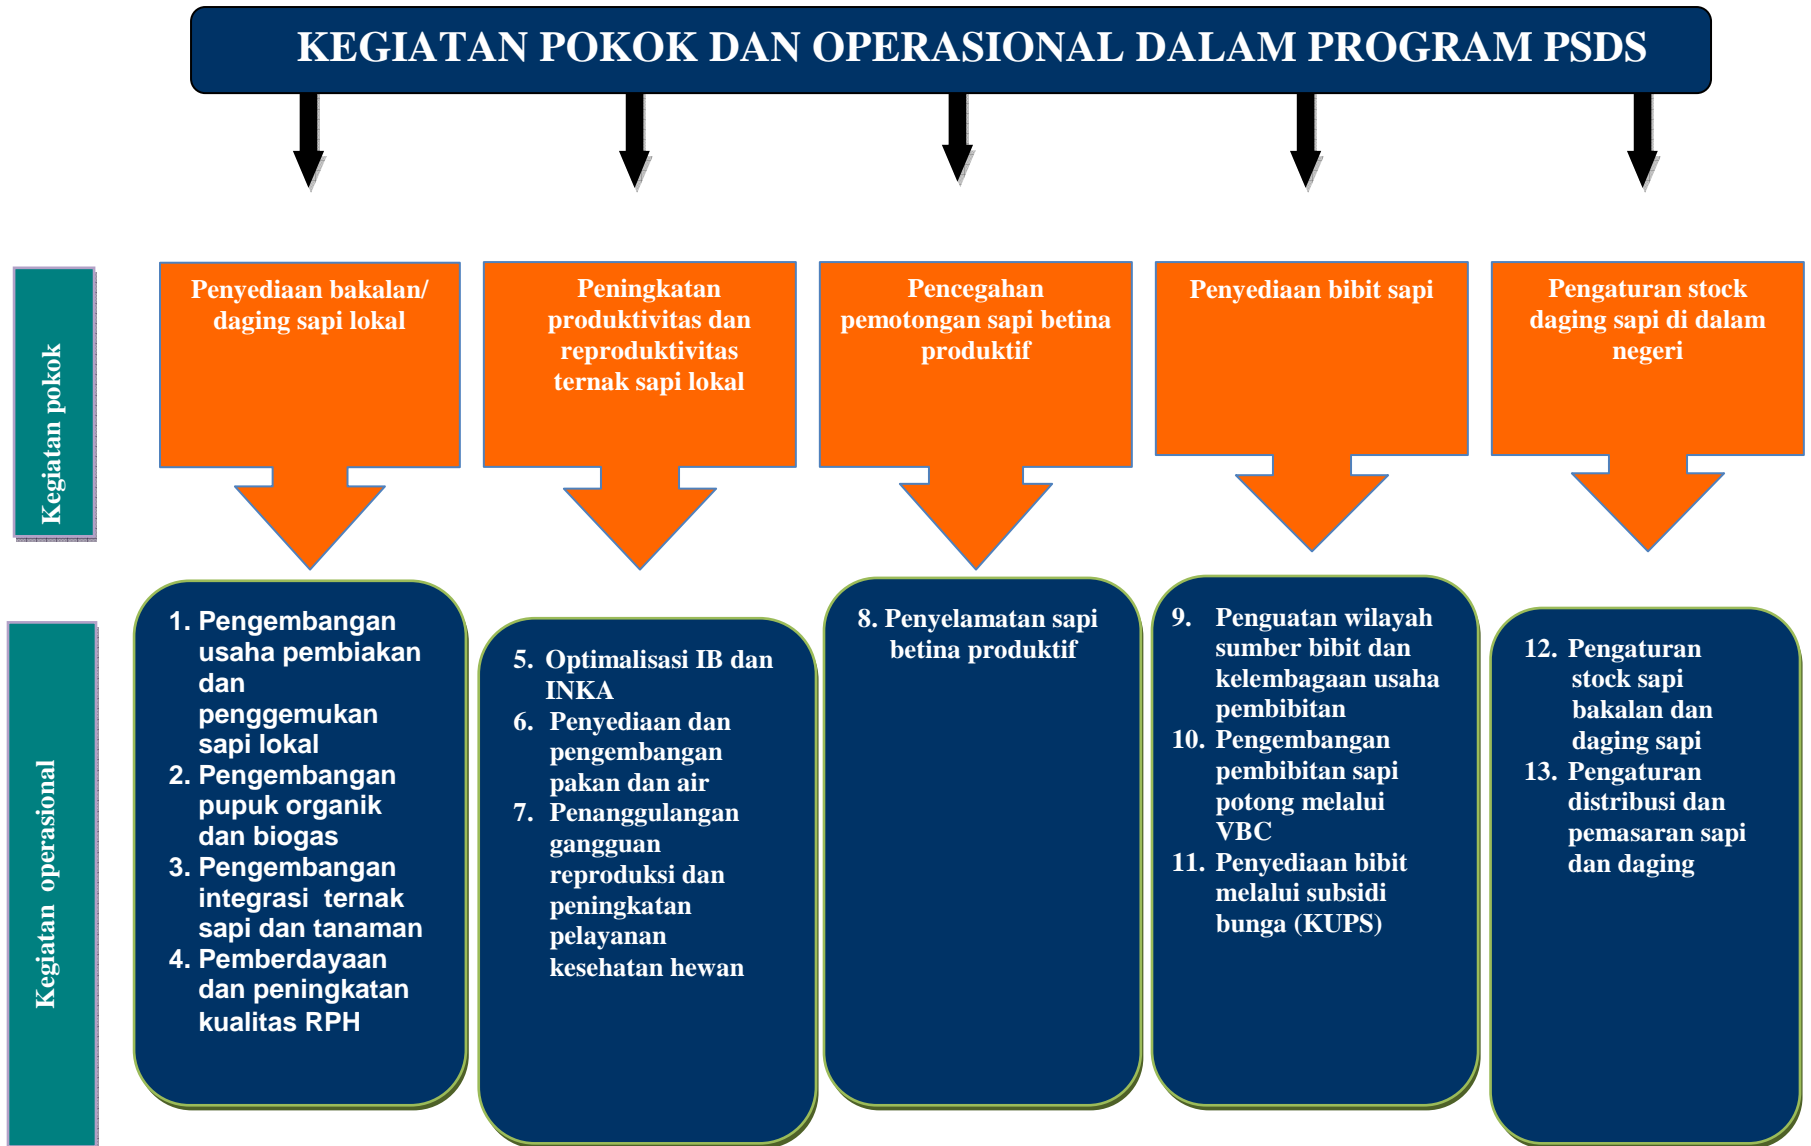 KEGIATAN POKOK DAN OPERASIONAL DALAM PROGRAM PSDS
Kegiatan pokok
Penyediaan bakalan/
daging sapi lokal
Peningkatan
produktivitas dan
reproduktivitas
ternak sapi lokal
Pencegahan
pemotongan sapi betina
produktif
Penyediaan bibit sapi
Pengaturan stock
daging sapi di dalam
negeri
Kegiatan operasional
1. Pengembangan
usaha pembiakan
dan
penggemukan
sapi lokal
2. Pengembangan
pupuk organik
dan biogas
3. Pengembangan
integrasi ternak
sapi dan tanaman
4. Pemberdayaan
dan peningkatan
kualitas RPH
5. Optimalisasi IB dan
INKA
6. Penyediaan dan
pengembangan
pakan dan air
7. Penanggulangan
gangguan
reproduksi dan
peningkatan
pelayanan
kesehatan hewan
8. Penyelamatan sapi
betina produktif
9. Penguatan wilayah
sumber bibit dan
kelembagaan usaha
pembibitan
10. Pengembangan
pembibitan sapi
potong melalui
VBC
11. Penyediaan bibit
melalui subsidi
bunga (KUPS)
12. Pengaturan
stock sapi
bakalan dan
daging sapi
13. Pengaturan
distribusi dan
pemasaran sapi
dan daging